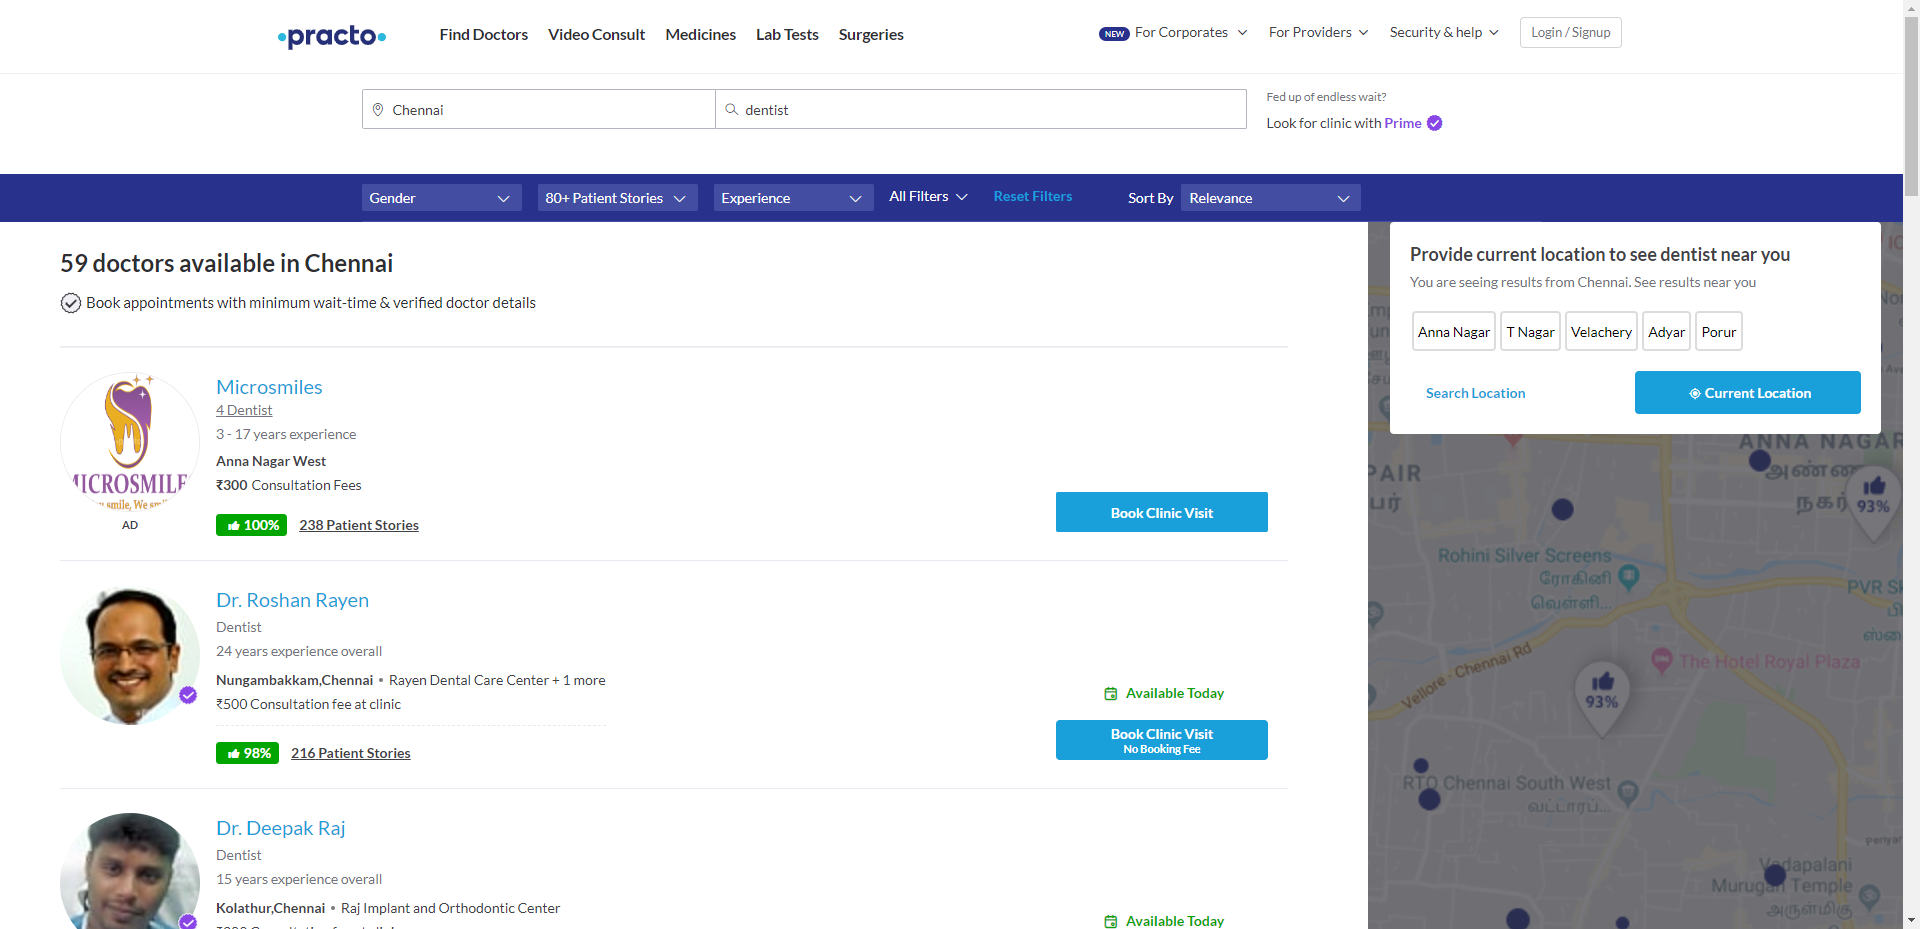 practo
Find Doctors
Video Consult
Medicines
Lab Tests
Surgeries
NEW For Corporates
For Providers
Security & help
Login / Signup
Chennai
dentist
Fed up of endless wait?
Look for clinic with Prime
Gender
80+ Patient Stories
Experience
All Filters
Reset Filters
Sort By
Relevance
59 doctors available in Chennai
Book appointments with minimum wait-time & verified doctor details
MICROSMILE
AD
Microsmiles
4 Dentist
3 - 17 years experience
Anna Nagar West
₹300 Consultation Fees
100% 238 Patient Stories
Book Clinic Visit
Dr. Roshan Rayen
Dentist
24 years experience overall
Nungambakkam,Chennai • Rayen Dental Care Center + 1 more
₹500 Consultation fee at clinic
98% 216 Patient Stories
Available Today
Book Clinic Visit
No Booking Fee
Dr. Deepak Raj
Dentist
15 years experience overall
Kolathur,Chennai • Raj Implant and Orthodontic Center
Available Today
Provide current location to see dentist near you
You are seeing results from Chennai. See results near you
Anna Nagar
T Nagar
Velachery
Adyar
Porur
Search Location
Current Location
ANNA NAGAR
அண்ண
நகர்
93%
PAIR
பர்
Rohini Silver Screens
ரோகினி
வெள்ளி...
PVR SK
The Hotel Royal Plaza
Vellore - Chennai Rd
93%
RTO Chennai South West
வட்டாரப்...
Periyar
Vadapalani
Murugan Temple
அருள்மிகு